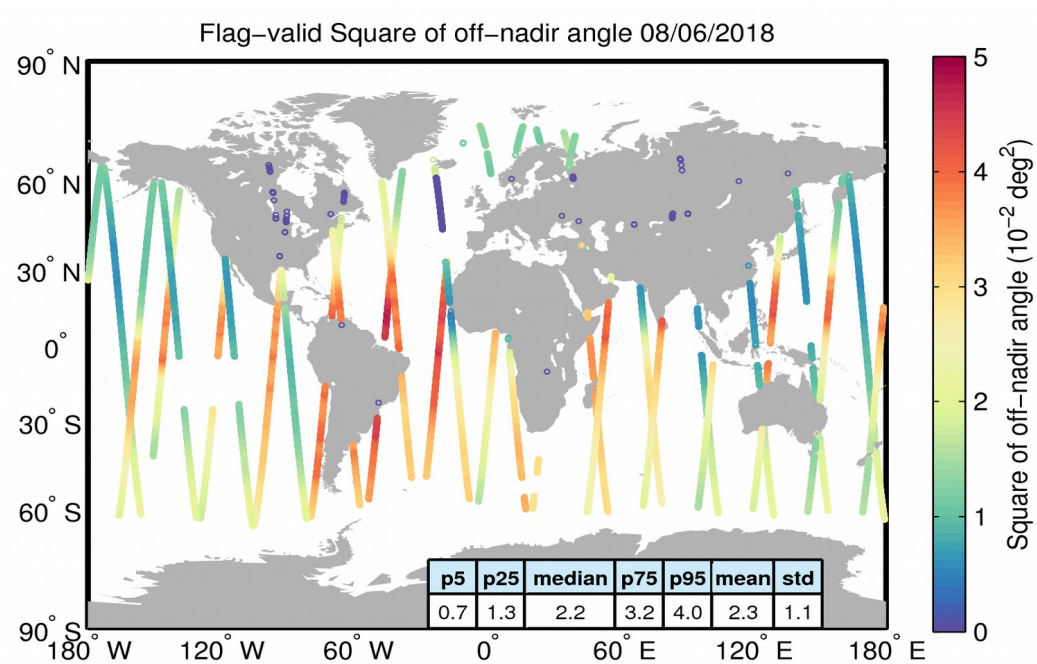 Flag−valid Square of off−nadir angle 08/06/2018
90° N
60° N
30° N
0°
30° S
60° S
90° S
180° W
120° W
60° W
0°
60° E
120° E
180° E
5
4
3
2
1
0
Square of off−nadir angle (10⁻² deg²)
p5 p25 median p75 p95 mean std
0.7 1.3 2.2 3.2 4.0 2.3 1.1